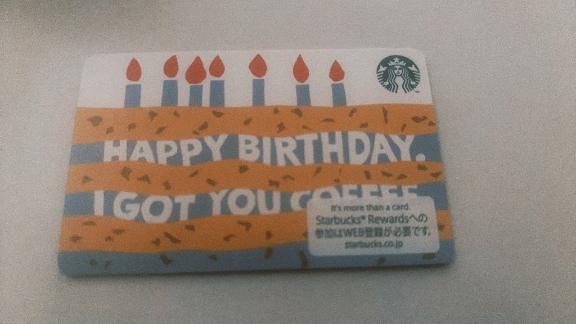 HAPPY BIRTHDAY.
I GOT YOU COFFEE
It's more than a card.
Starbucks® Rewardsへの
参加はWEB登録が必要です。
starbucks.co.jp